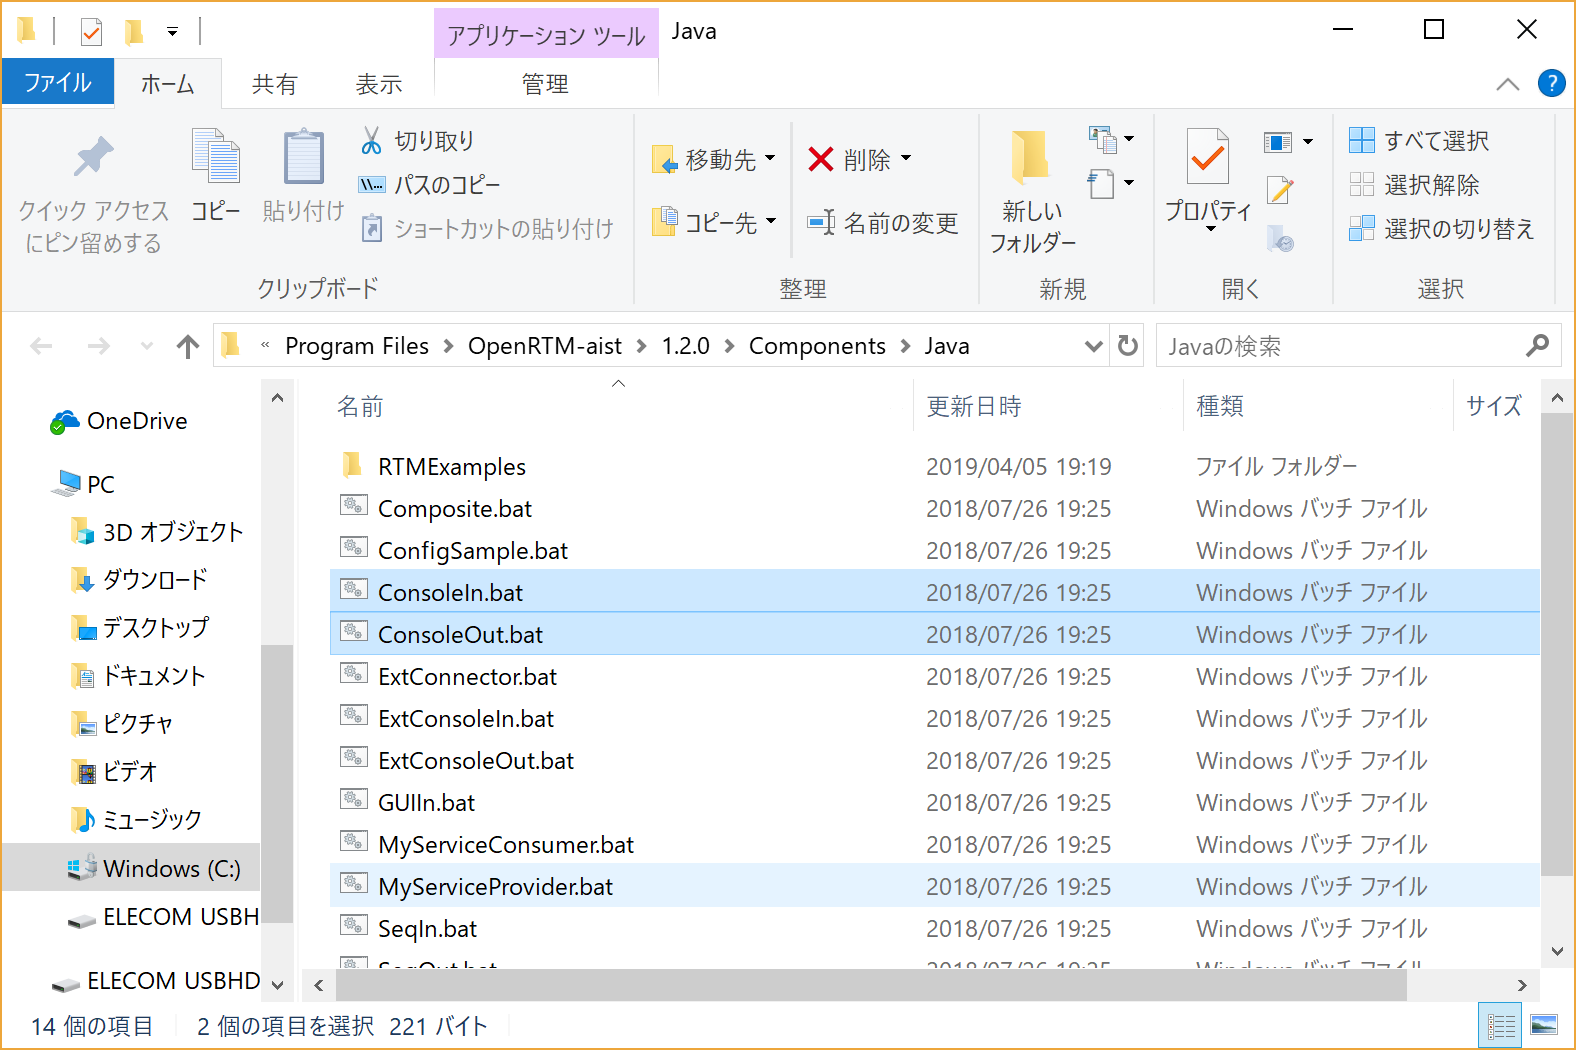 アプリケーション ツール
Java
ファイル
ホーム
共有
表示
管理
?
クイック アクセス
にピン留めする
コピー
貼り付け
切り取り
パスのコピー
ショートカットの貼り付け
クリップボード
移動先
コピー先
削除
名前の変更
整理
新しい
フォルダー
新規
プロパティ
開く
すべて選択
選択解除
選択の切り替え
選択
« Program Files > OpenRTM-aist > 1.2.0 > Components > Java
Javaの検索
OneDrive
PC
3D オブジェクト
ダウンロード
デスクトップ
ドキュメント
ピクチャ
ビデオ
ミュージック
Windows (C:)
ELECOM USBH
ELECOM USBHD
名前 更新日時 種類 サイズ
RTMExamples 2019/04/05 19:19 ファイル フォルダー
Composite.bat 2018/07/26 19:25 Windows バッチ ファイル
ConfigSample.bat 2018/07/26 19:25 Windows バッチ ファイル
ConsoleIn.bat 2018/07/26 19:25 Windows バッチ ファイル
ConsoleOut.bat 2018/07/26 19:25 Windows バッチ ファイル
ExtConnector.bat 2018/07/26 19:25 Windows バッチ ファイル
ExtConsoleIn.bat 2018/07/26 19:25 Windows バッチ ファイル
ExtConsoleOut.bat 2018/07/26 19:25 Windows バッチ ファイル
GUIIn.bat 2018/07/26 19:25 Windows バッチ ファイル
MyServiceConsumer.bat 2018/07/26 19:25 Windows バッチ ファイル
MyServiceProvider.bat 2018/07/26 19:25 Windows バッチ ファイル
SeqIn.bat 2018/07/26 19:25 Windows バッチ ファイル
SeqOut.bat 2018/07/26 19:25 Windows バッチ ファイル
14 個の項目 2 個の項目を選択 221 バイト